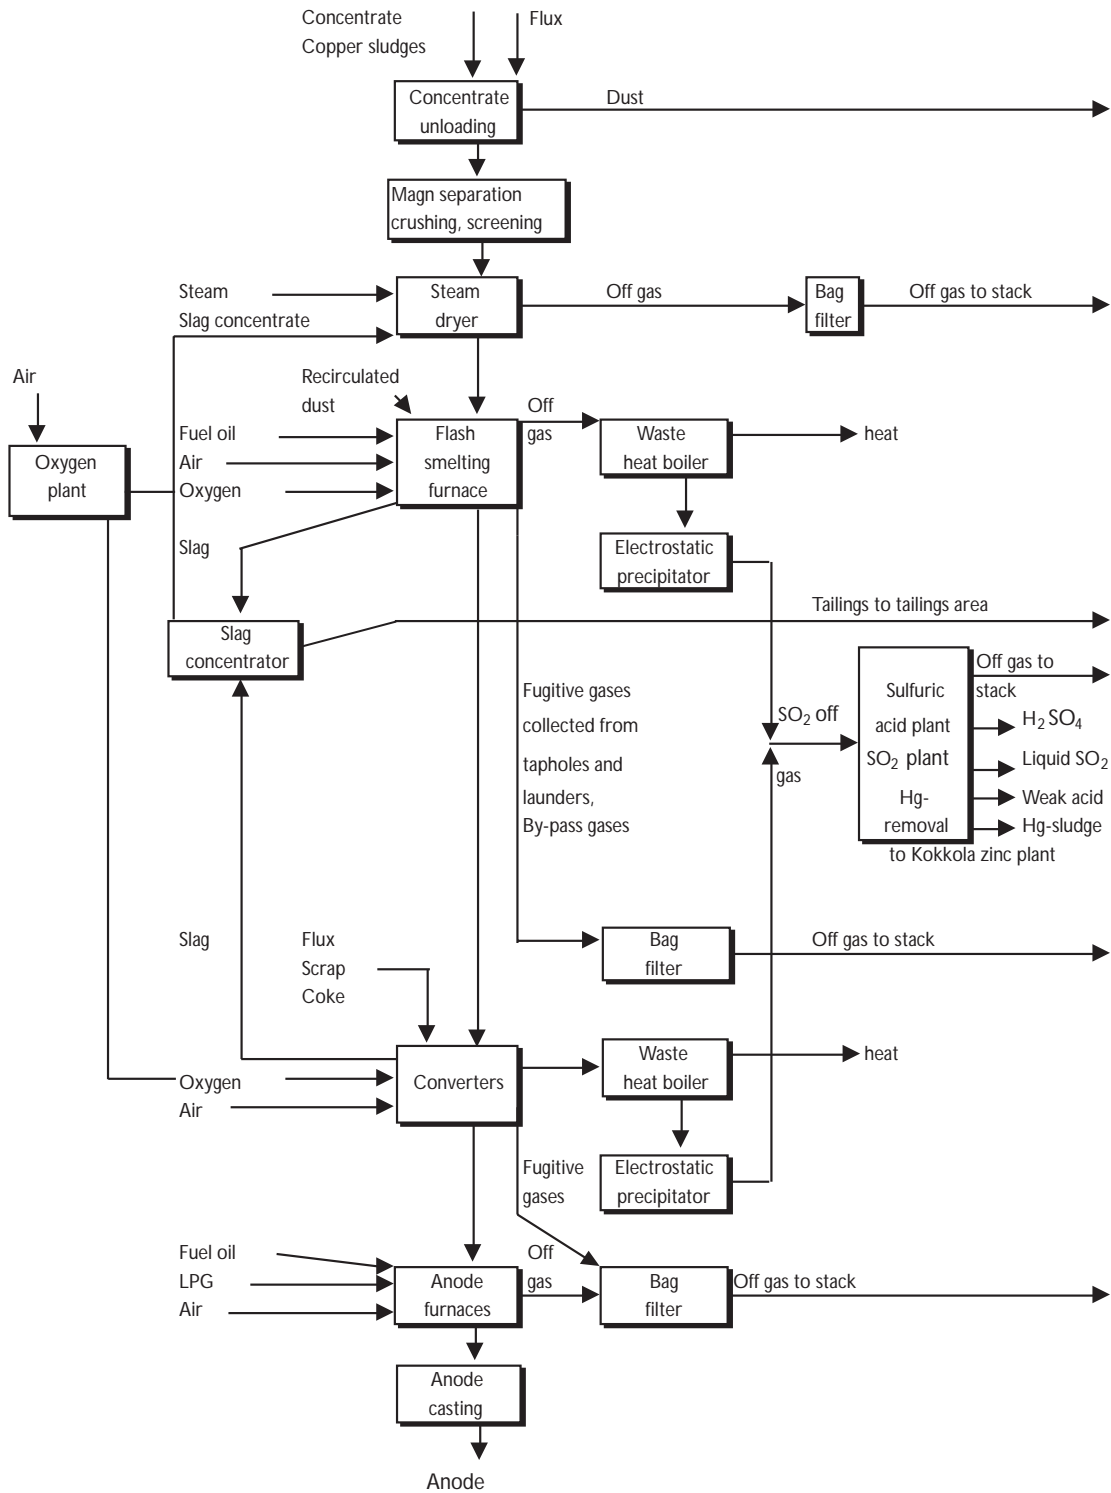 Concentrate
Copper sludges
Flux
Concentrate
unloading
Dust
Magn separation
crushing, screening
Steam
Slag concentrate
Steam
dryer
Off gas
Bag
filter
Off gas to stack
Air
Oxygen
plant
Recirculated
dust
Fuel oil
Air
Oxygen
Flash
smelting
furnace
Off
gas
Waste
heat boiler
heat
Slag
Electrostatic
precipitator
Slag
concentrator
Tailings to tailings area
Fugitive gases
collected from
tapholes and
launders,
By-pass gases
SO₂ off
gas
Sulfuric
acid plant
SO₂ plant
Hg-
removal
Off gas to
stack
H₂ SO₄
Liquid SO₂
Weak acid
Hg-sludge
to Kokkola zinc plant
Slag
Flux
Scrap
Coke
Bag
filter
Off gas to stack
Oxygen
Air
Converters
Waste
heat boiler
heat
Fugitive
gases
Electrostatic
precipitator
Fuel oil
LPG
Air
Anode
furnaces
Off
gas
Bag
filter
Off gas to stack
Anode
casting
Anode